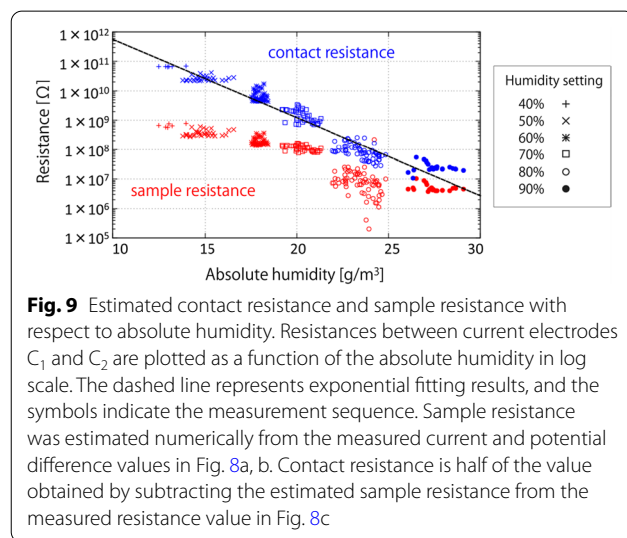 1 × 10¹²
1 × 10¹¹
1 × 10¹⁰
1 × 10⁹
1 × 10⁸
1 × 10⁷
1 × 10⁶
1 × 10⁵
Resistance [Ω]
contact resistance
sample resistance
10 15 20 25 30
Absolute humidity [g/m³]
Humidity setting
40% +
50% ×
60% ✳
70% □
80% ○
90% ●
Fig. 9 Estimated contact resistance and sample resistance with
respect to absolute humidity. Resistances between current electrodes
C₁ and C₂ are plotted as a function of the absolute humidity in log
scale. The dashed line represents exponential fitting results, and the
symbols indicate the measurement sequence. Sample resistance
was estimated numerically from the measured current and potential
difference values in Fig. 8a, b. Contact resistance is half of the value
obtained by subtracting the estimated sample resistance from the
measured resistance value in Fig. 8c